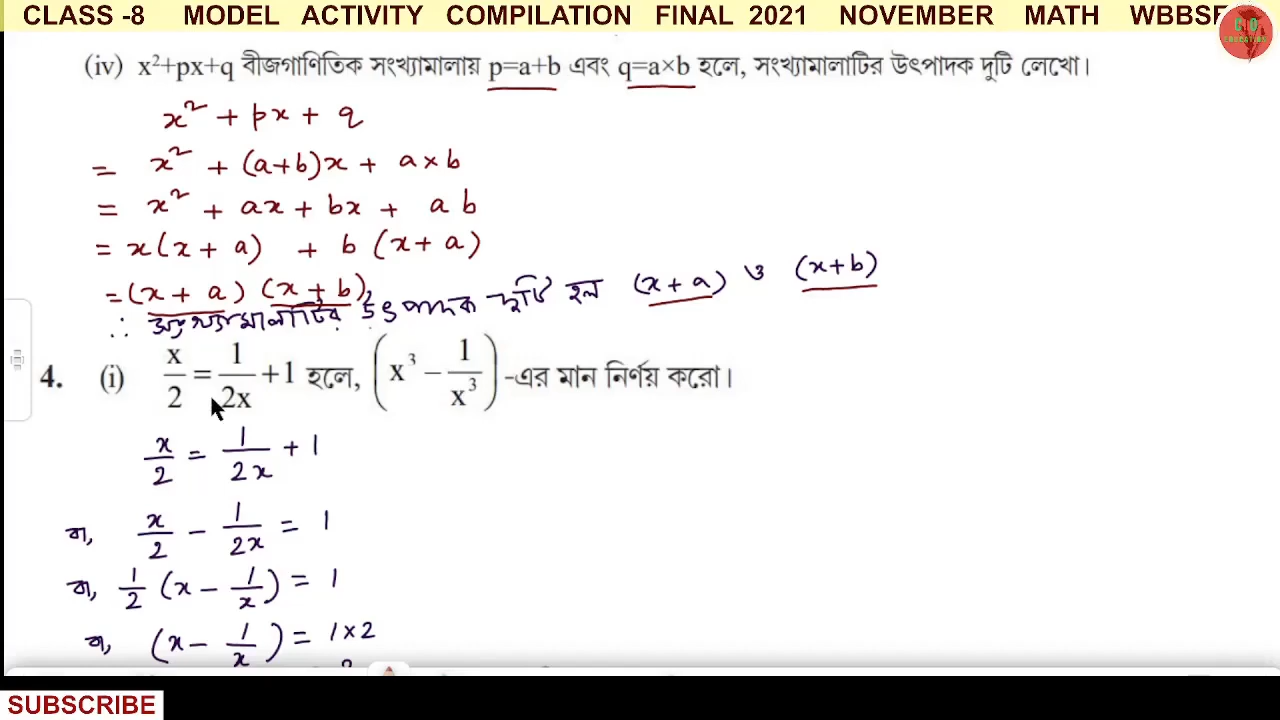 CLASS -8 MODEL ACTIVITY COMPILATION FINAL 2021 NOVEMBER MATH WBBSE
(iv) x²+px+q বীজগাণিতিক সংখ্যামালায় p=a+b এবং q=a×b হলে, সংখ্যামালাটির উৎপাদক দুটি লেখো।
x² + px + q
= x² + (a+b)x + a×b
= x² + ax + bx + ab
= x(x + a) + b (x + a)
= (x + a) (x + b)
∴ সংখ্যামালাটির উৎপাদক দুটি হল (x + a) ও (x+b)
4. (i) x/2 = 1/2x +1 হলে, (x³ − 1/x³) -এর মান নির্ণয় করো।
x/2 = 1/2x + 1
বা, x/2 − 1/2x = 1
বা, 1/2 (x − 1/x) = 1
বা, (x − 1/x) = 1×2
SUBSCRIBE